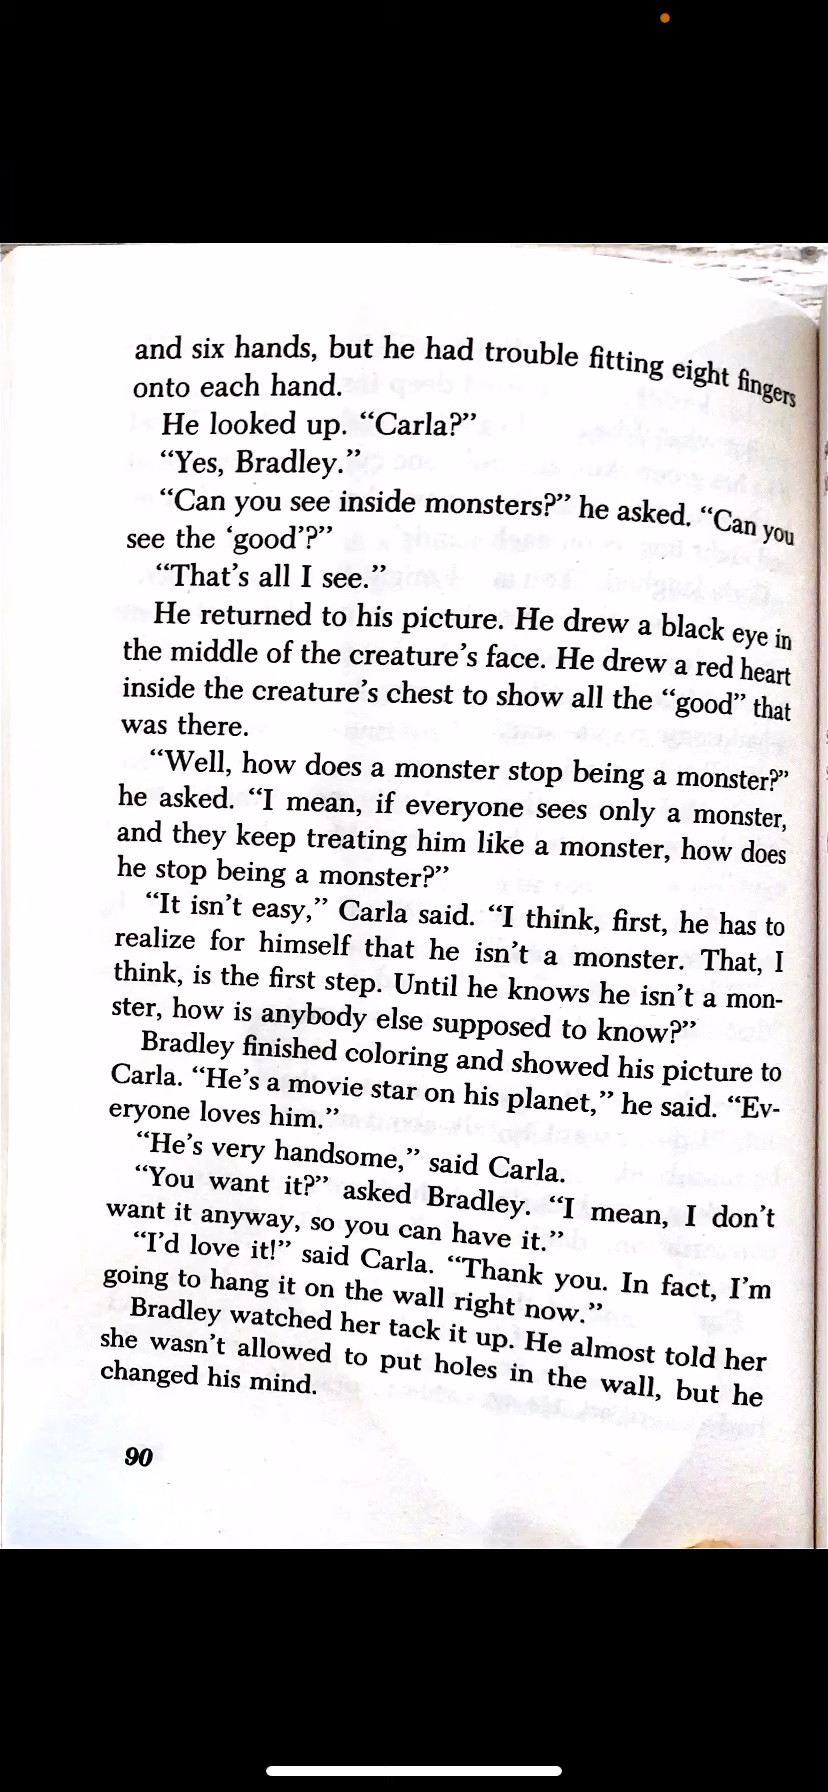 and six hands, but he had trouble fitting eight fingers
onto each hand.
He looked up. “Carla?”
“Yes, Bradley.”
“Can you see inside monsters?” he asked. “Can you
see the ‘good’?”
“That’s all I see.”
He returned to his picture. He drew a black eye in
the middle of the creature’s face. He drew a red heart
inside the creature’s chest to show all the “good” that
was there.
“Well, how does a monster stop being a monster?”
he asked. “I mean, if everyone sees only a monster,
and they keep treating him like a monster, how does
he stop being a monster?”
“It isn’t easy,” Carla said. “I think, first, he has to
realize for himself that he isn’t a monster. That, I
think, is the first step. Until he knows he isn’t a mon-
ster, how is anybody else supposed to know?”
Bradley finished coloring and showed his picture to
Carla. “He’s a movie star on his planet,” he said. “Ev-
eryone loves him.”
“He’s very handsome,” said Carla.
“You want it?” asked Bradley. “I mean, I don’t
want it anyway, so you can have it.”
“I’d love it!” said Carla. “Thank you. In fact, I’m
going to hang it on the wall right now.”
Bradley watched her tack it up. He almost told her
she wasn’t allowed to put holes in the wall, but he
changed his mind.
90